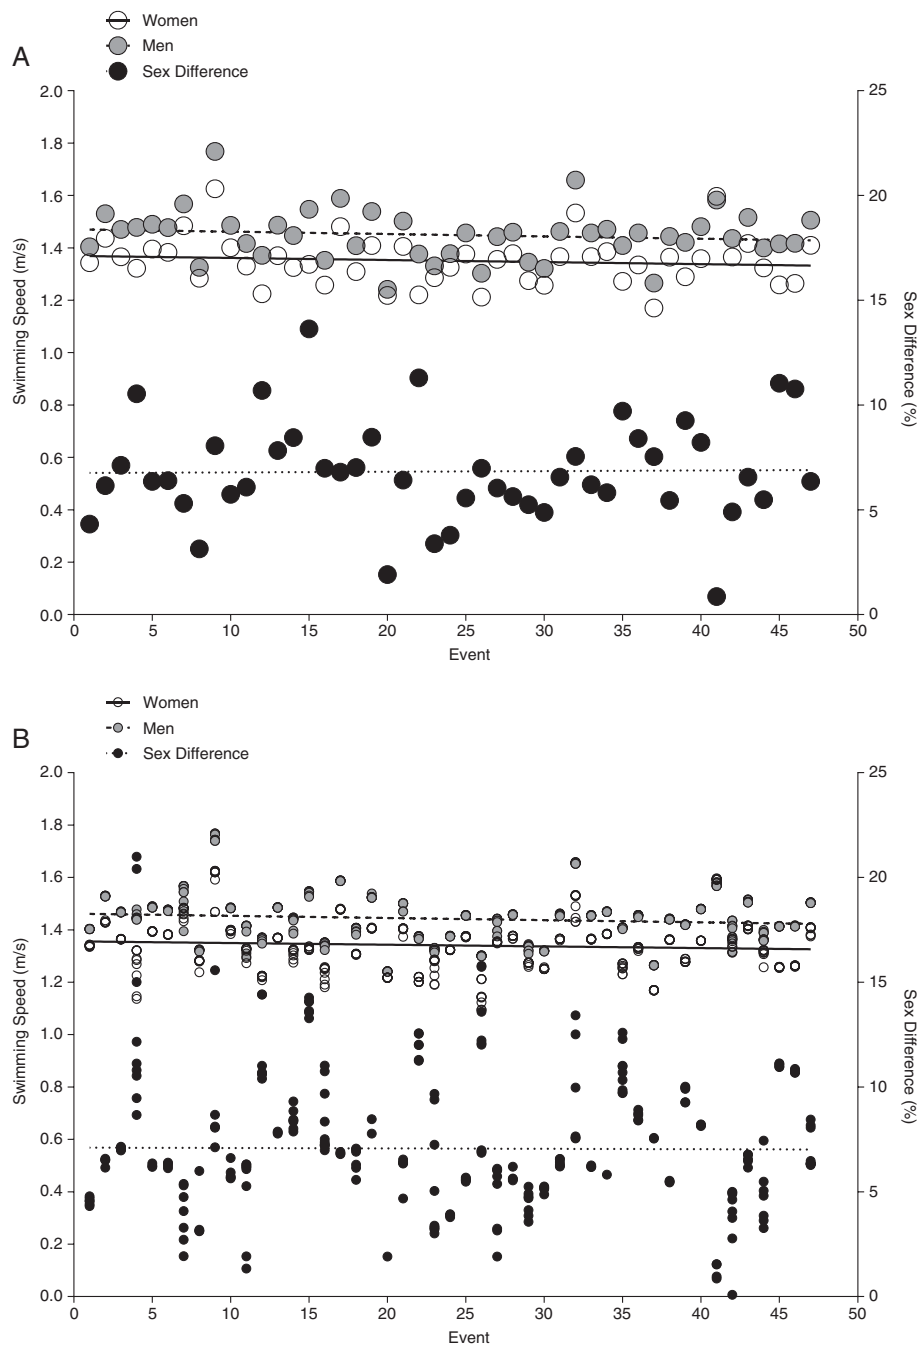 Women
Men
A
Sex Difference
2.0
25
1.8
1.6
20
1.4
1.2
15
1.0
0.8
10
0.6
0.4
5
0.2
0.0
0
Swimming Speed (m/s)
Sex Difference (%)
0 5 10 15 20 25 30 35 40 45 50
Event
Women
Men
B
Sex Difference
2.0
25
1.8
1.6
20
1.4
1.2
15
1.0
0.8
10
0.6
0.4
5
0.2
0.0
0
Swimming Speed (m/s)
Sex Difference (%)
0 5 10 15 20 25 30 35 40 45 50
Event